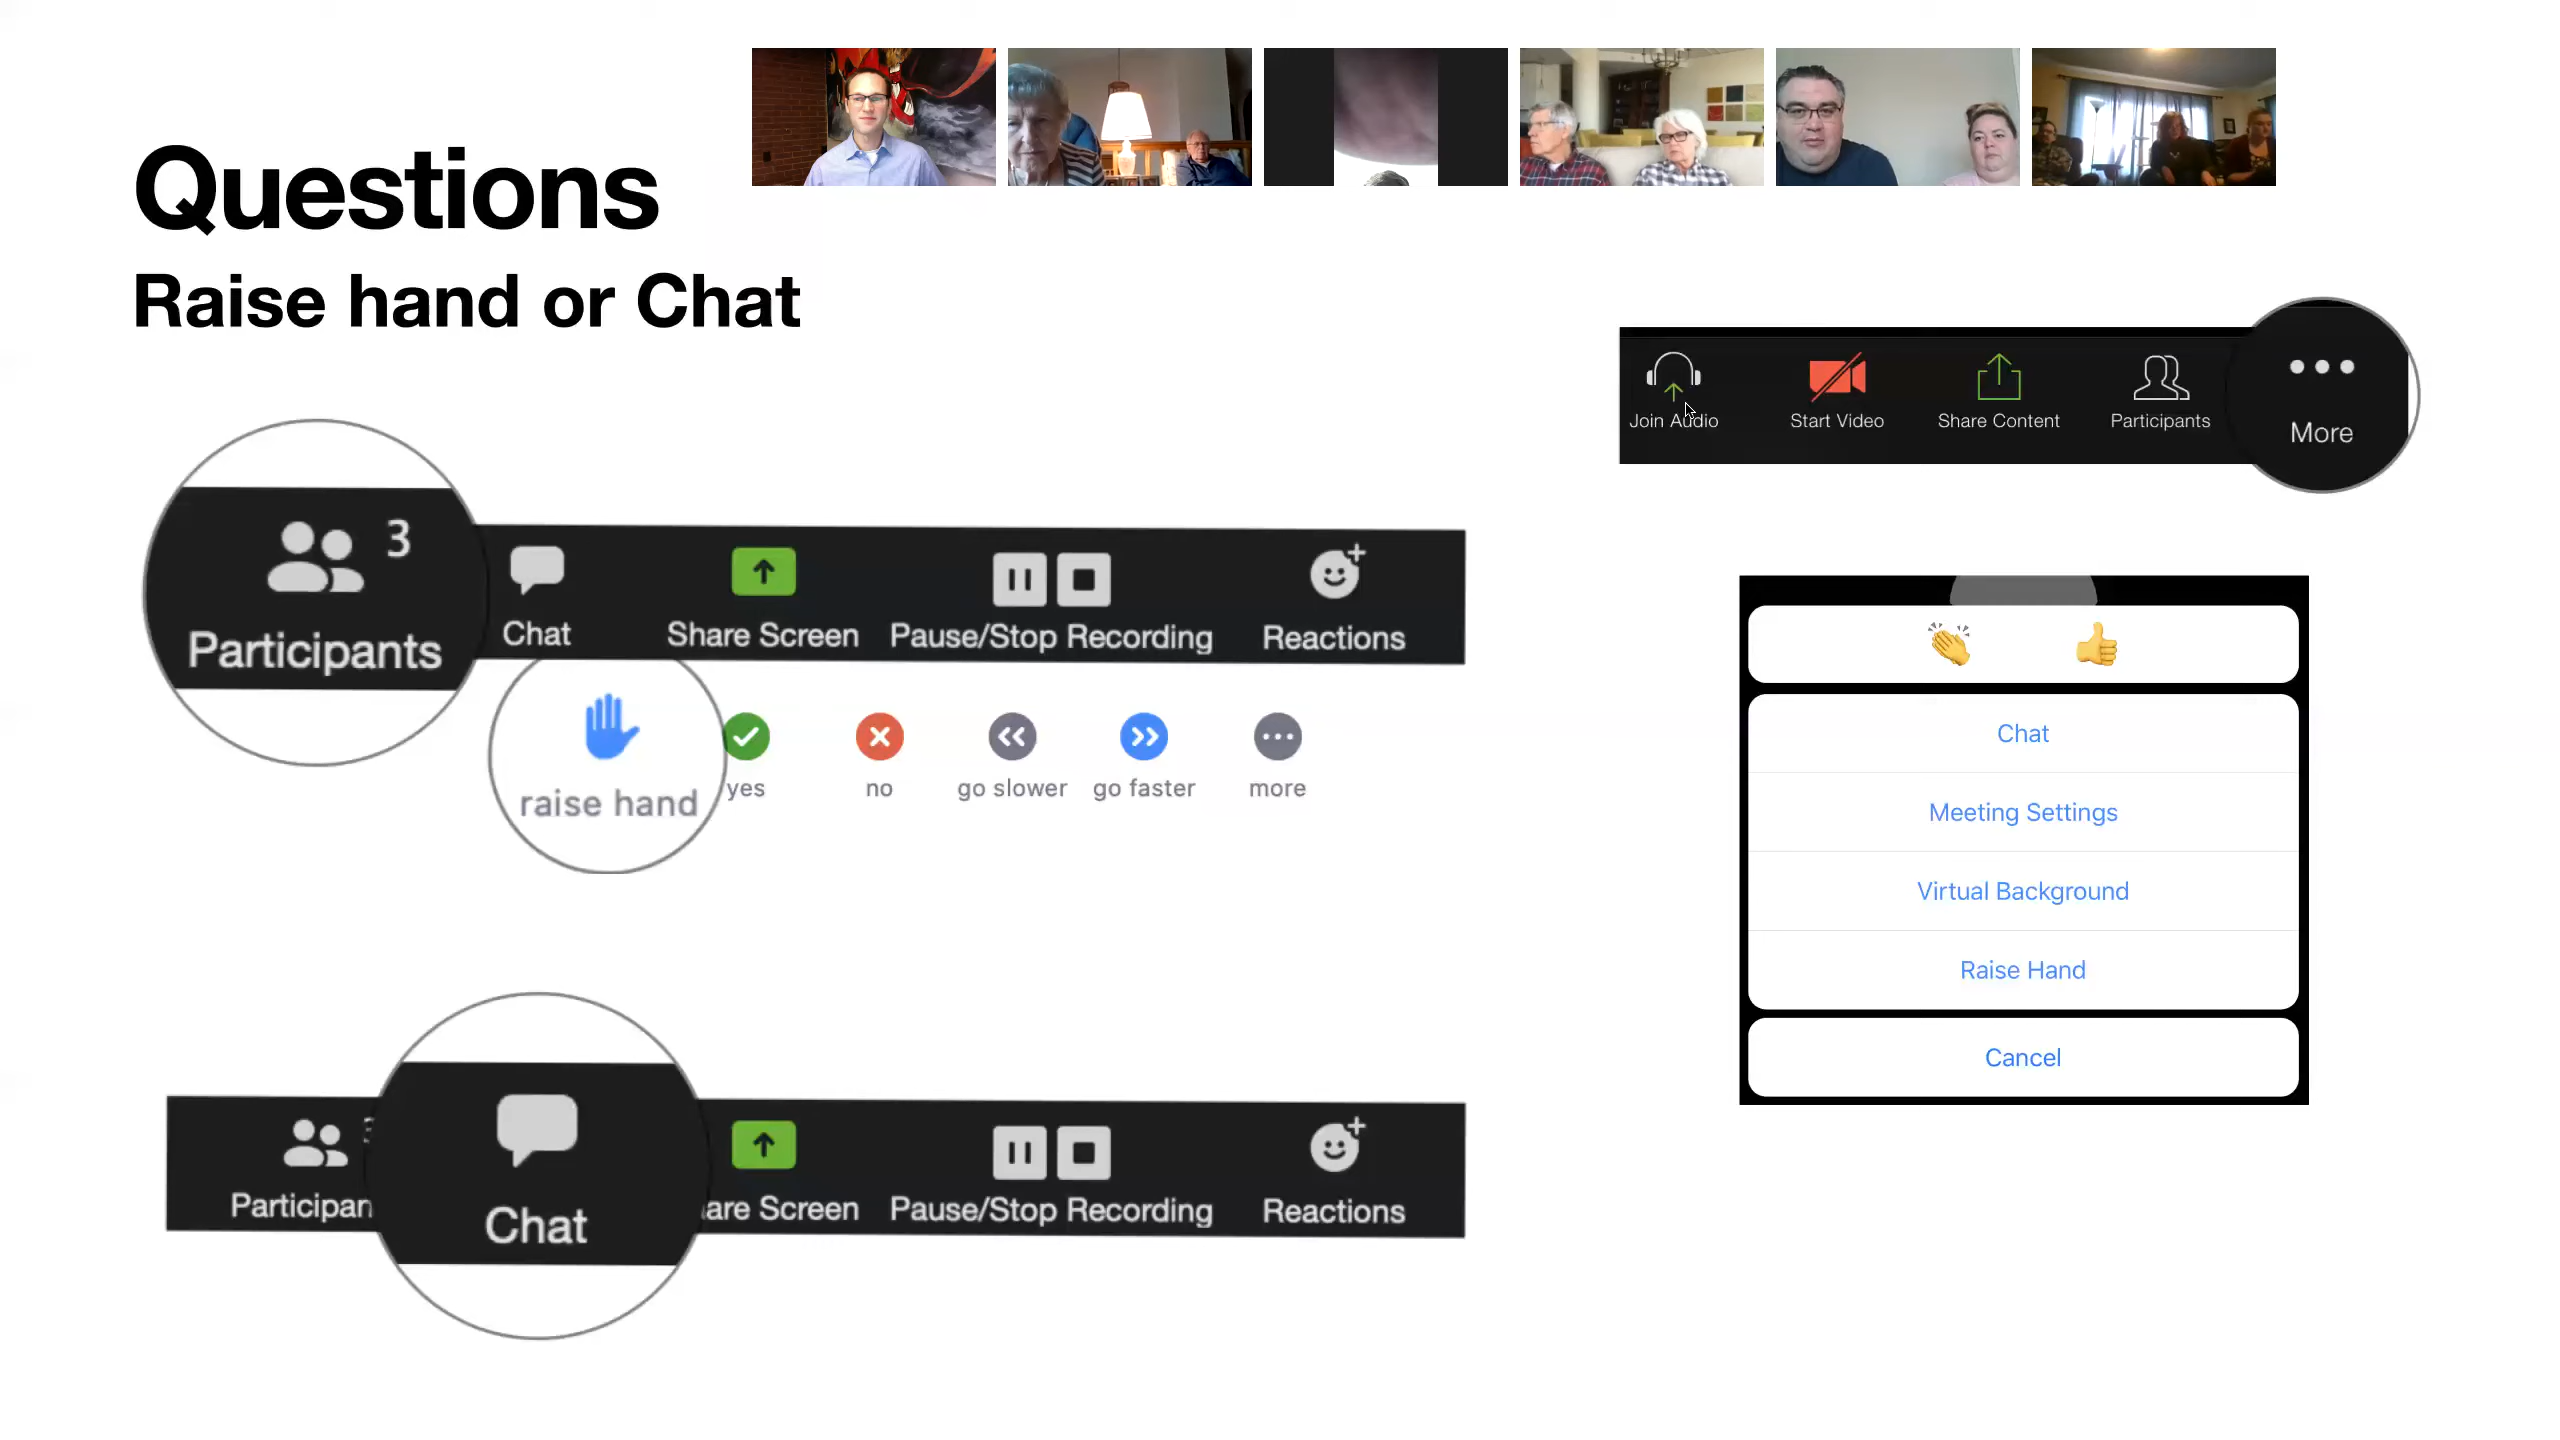 Questions
Raise hand or Chat
Join Audio Start Video Share Content Participants More
3
Participants Chat Share Screen Pause/Stop Recording Reactions
raise hand yes no go slower go faster more
Chat
Meeting Settings
Virtual Background
Raise Hand
Cancel
Participan Chat are Screen Pause/Stop Recording Reactions